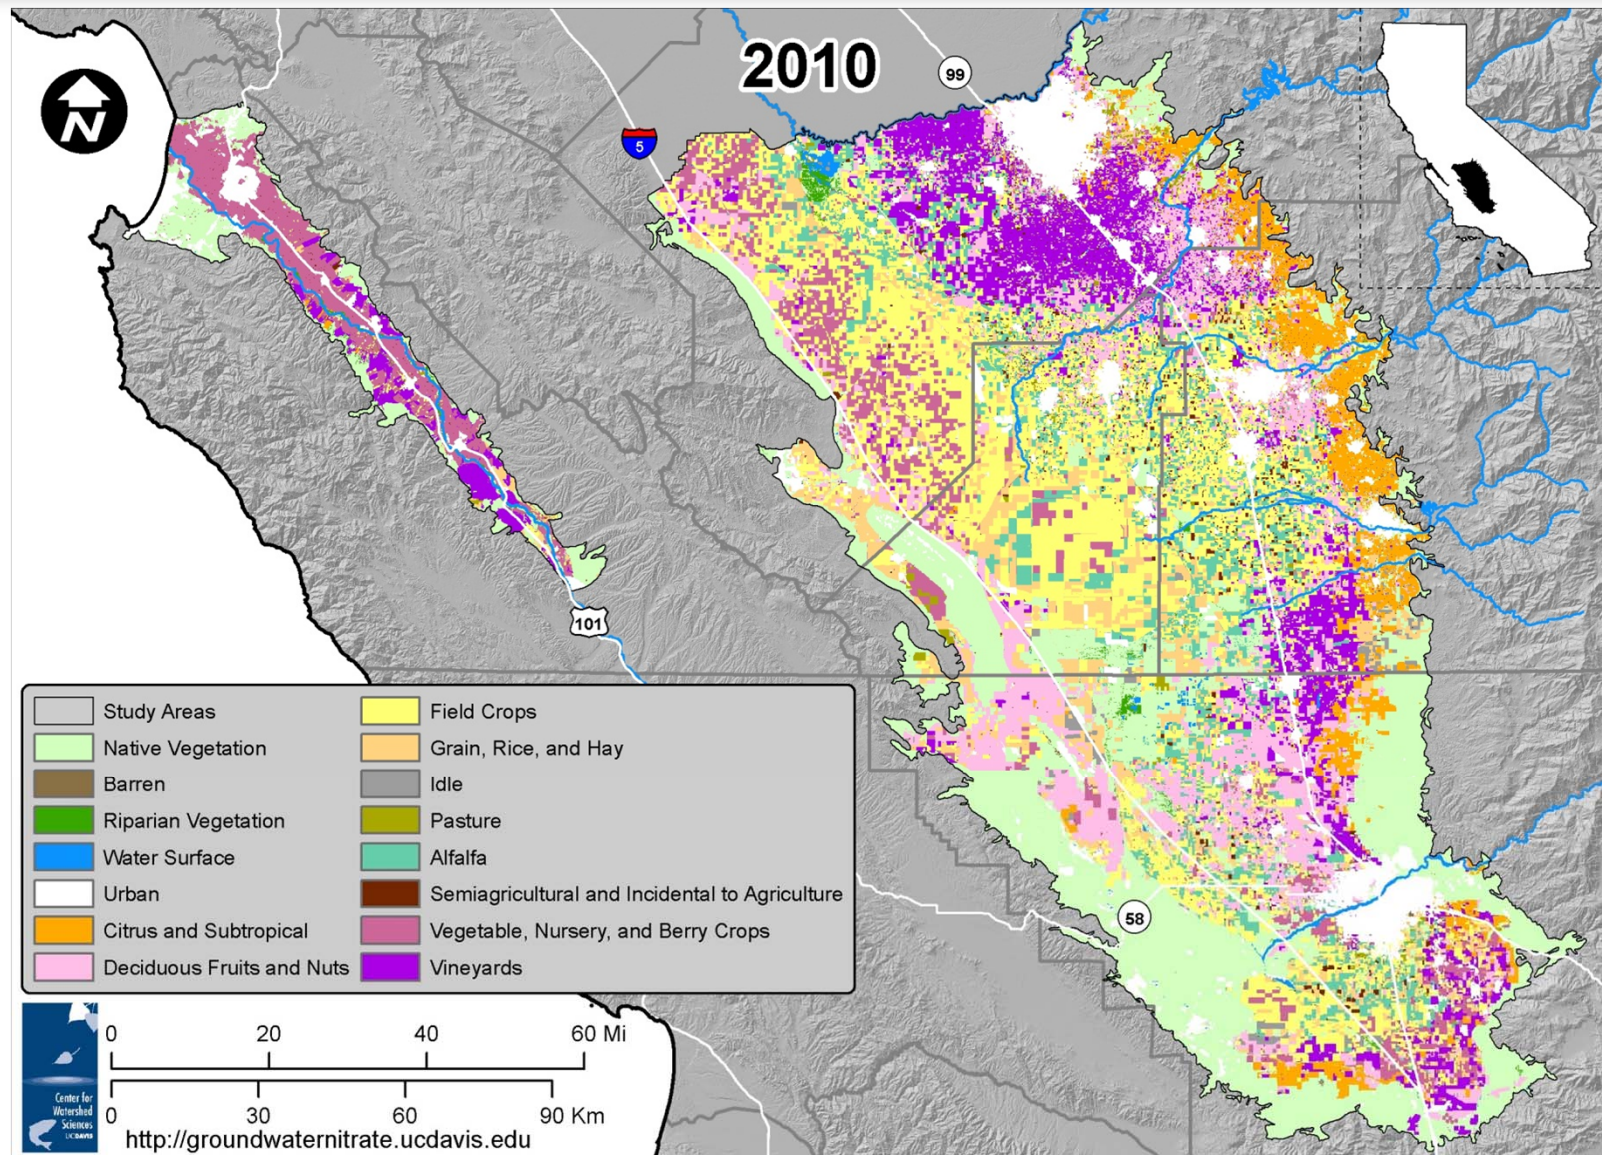 2010
N
99
5
101
58
Study Areas
Native Vegetation
Barren
Riparian Vegetation
Water Surface
Urban
Citrus and Subtropical
Deciduous Fruits and Nuts
Field Crops
Grain, Rice, and Hay
Idle
Pasture
Alfalfa
Semiagricultural and Incidental to Agriculture
Vegetable, Nursery, and Berry Crops
Vineyards
0 20 40 60 Mi
0 30 60 90 Km
Center for
Watershed
Sciences
UCDAVIS
http://groundwaternitrate.ucdavis.edu